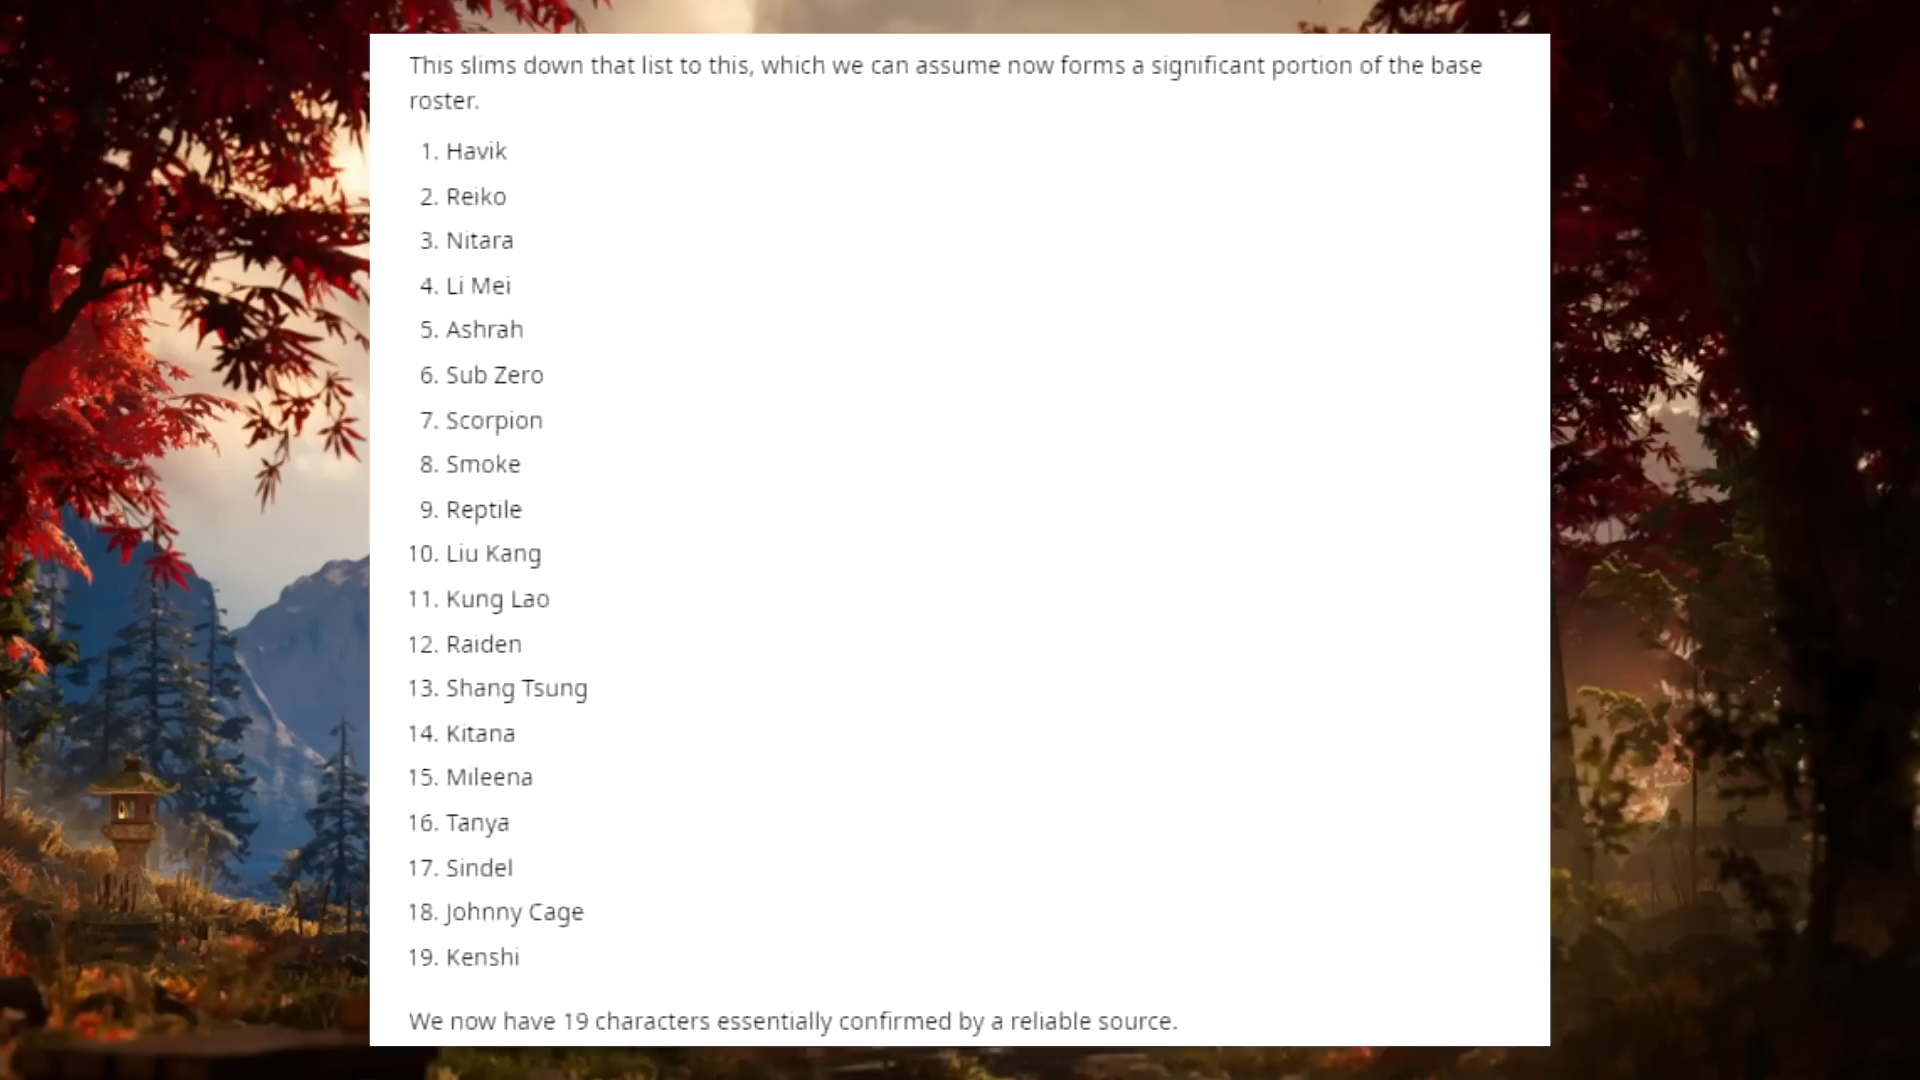 This slims down that list to this, which we can assume now forms a significant portion of the base
roster.
1. Havik
2. Reiko
3. Nitara
4. Li Mei
5. Ashrah
6. Sub Zero
7. Scorpion
8. Smoke
9. Reptile
10. Liu Kang
11. Kung Lao
12. Raiden
13. Shang Tsung
14. Kitana
15. Mileena
16. Tanya
17. Sindel
18. Johnny Cage
19. Kenshi
We now have 19 characters essentially confirmed by a reliable source.